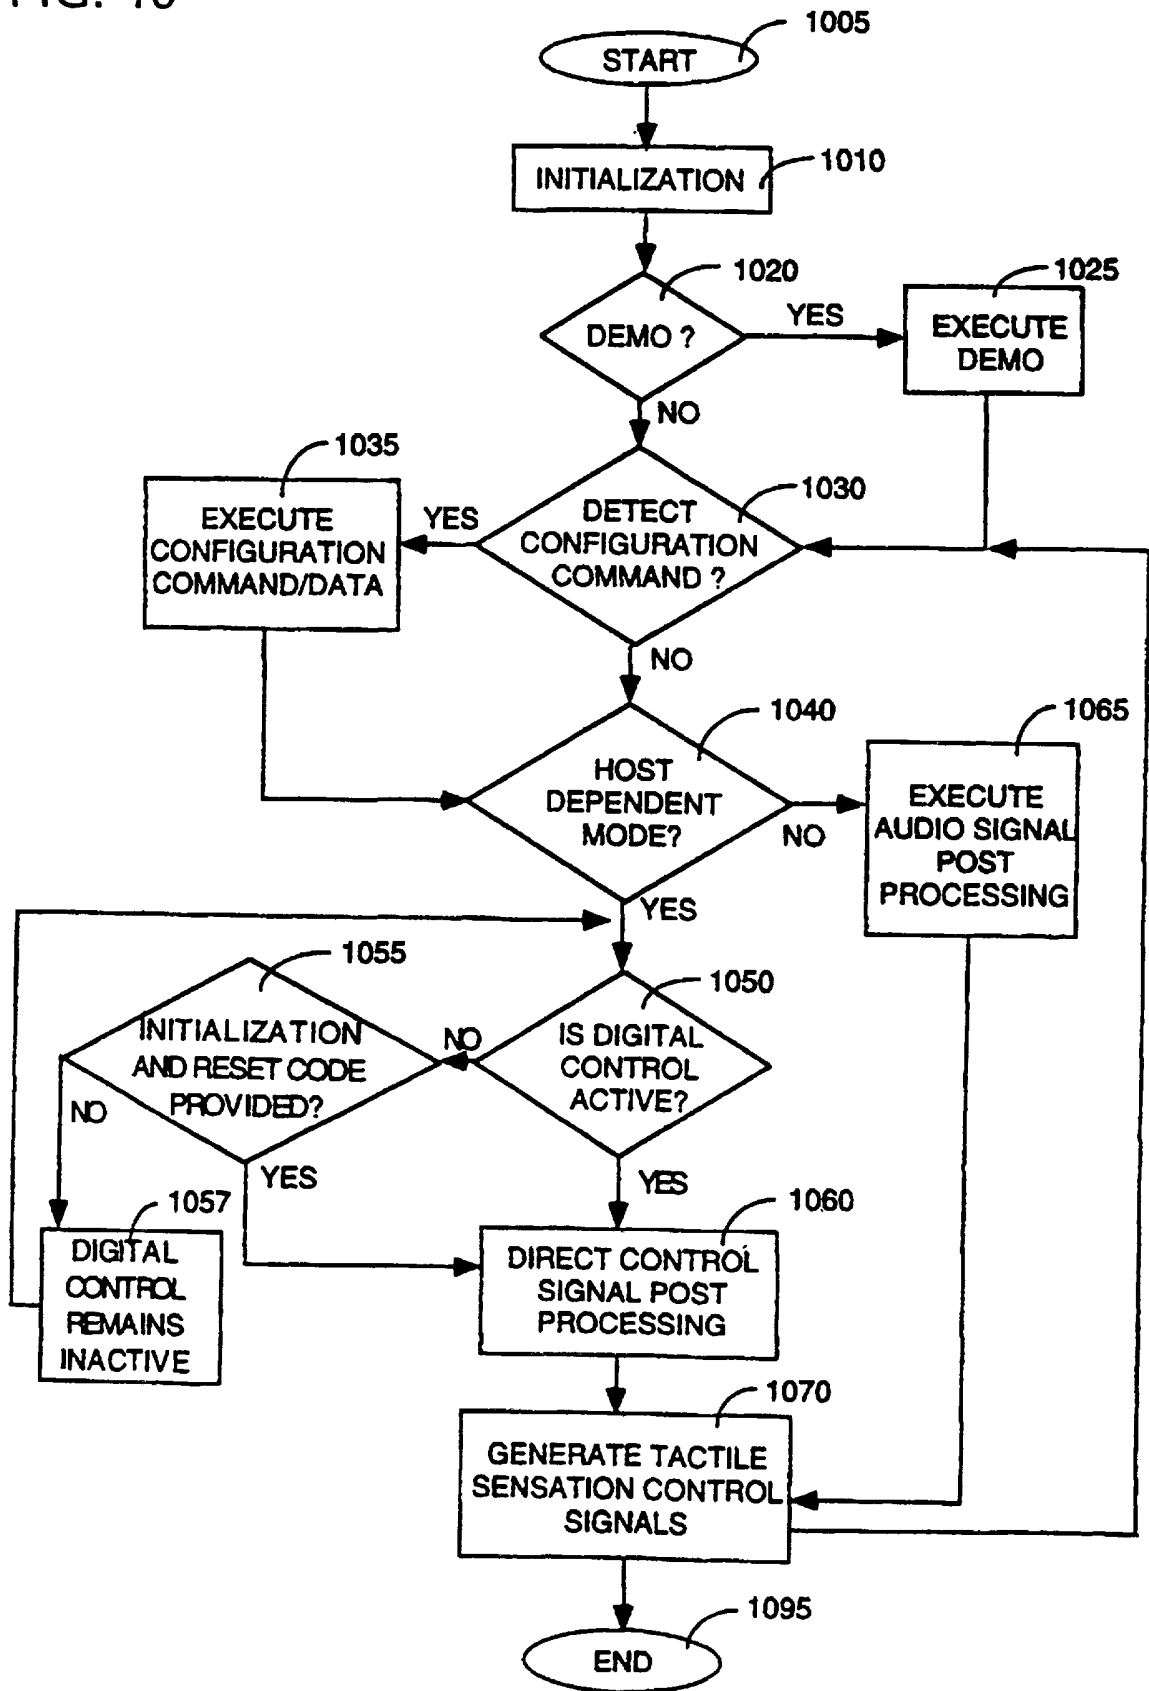 FIG. 10
1005
START
INITIALIZATION
1010
1020
DEMO ?
YES
1025
EXECUTE
DEMO
NO
1035
EXECUTE
CONFIGURATION
COMMAND/DATA
YES
1030
DETECT
CONFIGURATION
COMMAND ?
NO
1040
HOST
DEPENDENT
MODE?
NO
1065
EXECUTE
AUDIO SIGNAL
POST
PROCESSING
YES
1055
INITIALIZATION
AND RESET CODE
PROVIDED?
NO
1050
IS DIGITAL
CONTROL
ACTIVE?
NO
YES
YES
1057
DIGITAL
CONTROL
REMAINS
INACTIVE
1060
DIRECT CONTROL
SIGNAL POST
PROCESSING
1070
GENERATE TACTILE
SENSATION CONTROL
SIGNALS
1095
END